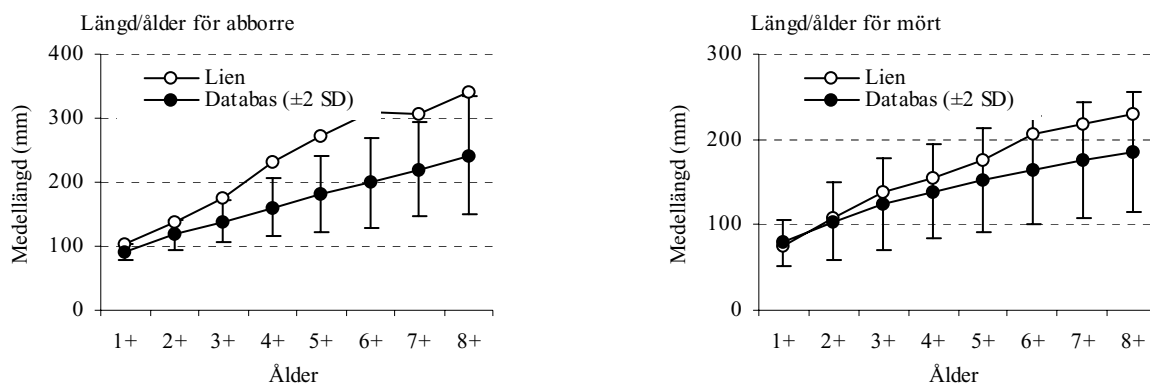 Längd/ålder för abborre
400
300
200
100
0
Medellängd (mm)
Lien
Databas (±2 SD)
1+ 2+ 3+ 4+ 5+ 6+ 7+ 8+
Ålder
Längd/ålder för mört
300
200
100
0
Medellängd (mm)
Lien
Databas (±2 SD)
1+ 2+ 3+ 4+ 5+ 6+ 7+ 8+
Ålder